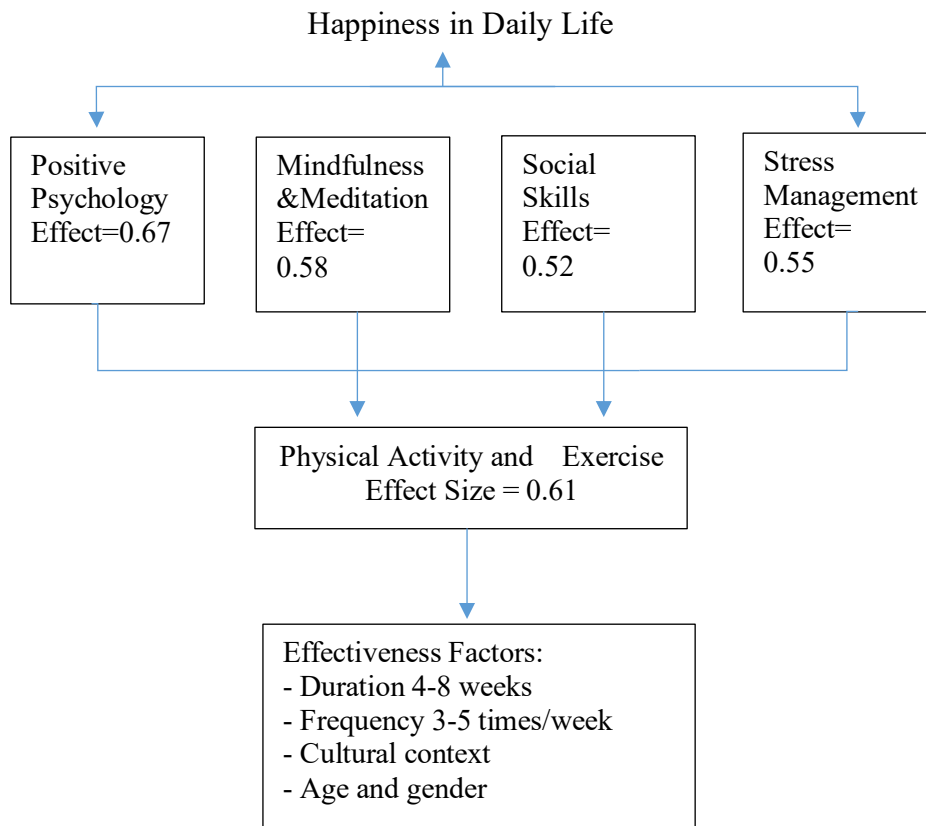 Happiness in Daily Life
Positive
Psychology
Effect=0.67
Mindfulness
&Meditation
Effect=
0.58
Social
Skills
Effect=
0.52
Stress
Management
Effect=
0.55
Physical Activity and Exercise
Effect Size = 0.61
Effectiveness Factors:
- Duration 4-8 weeks
- Frequency 3-5 times/week
- Cultural context
- Age and gender